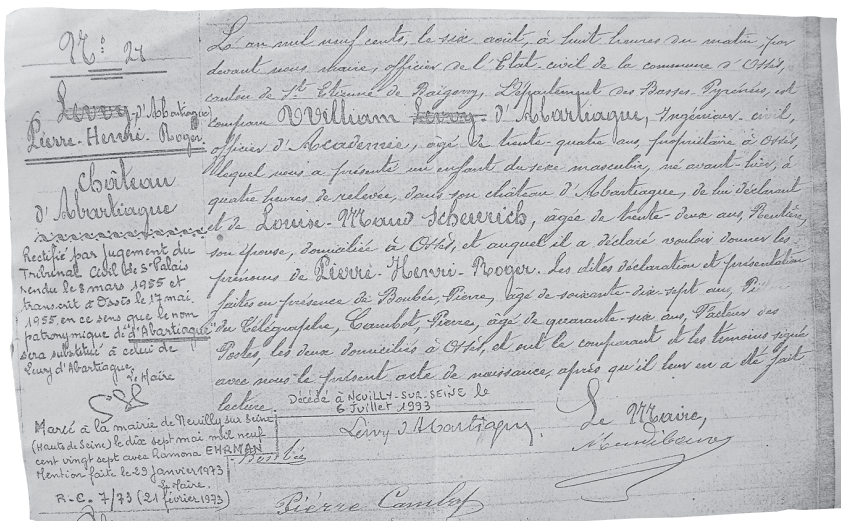 N° 27
Levvy-d'Abartiague
Pierre-Henri-Roger.
Château
d'Abartiague
Rectifié par Jugement du
Tribunal Civil de St Palais
rendu le 8 mars 1955 et
transcrit à Ossès le 17 mai
1955, en ce sens que le nom
patronymique de "d'Abartiague"
sera substitué à celui de
Levvy d'Abartiague.
Le Maire
Marié à la mairie de Neuilly sur Seine
(Hauts de Seine) le dix sept mai mil neuf
cent vingt sept avec Ramona EHRMAN
Mention faite le 29 Janvier 1973
Le Maire.
R.C. 7/73 (21 février 1973)
L'an mil neuf cents, le six août, à huit heures du matin, par
devant nous maire, officier de l'Etat-civil de la commune d'Ossès,
canton de St Etienne de Baigorry, Département des Basses-Pyrénées, est
comparu William Levvy-d'Abartiague, Ingénieur civil,
officier d'Académie, âgé de trente-quatre ans, propriétaire à Ossès,
lequel nous a présenté un enfant du sexe masculin, né avant-hier, à
quatre heures de relevée, dans son château d'Abartiague, de lui déclarant
et de Louise-Maud Scheurich, âgée de trente-deux ans, Rentière,
son épouse, domiciliée à Ossès, et auquel il a déclaré vouloir donner les
prénoms de Pierre-Henri-Roger. Les dites déclaration et présentation
faites en présence de Boubée-Pierre, âgé de soixante-dix-sept ans,
du Télégraphe, Cambot-Pierre, âgé de quarante-six ans, Facteur des
Postes, les deux domiciliés à Ossès, et ont le comparant et les témoins signé
avec nous le présent acte de naissance, après qu'il leur en a été fait
lecture.
Décédé à NEUILLY-SUR-SEINE le
6 Juillet 1993
Levvy d'Abartiague
Le Maire,
Boubée
Pierre Cambot